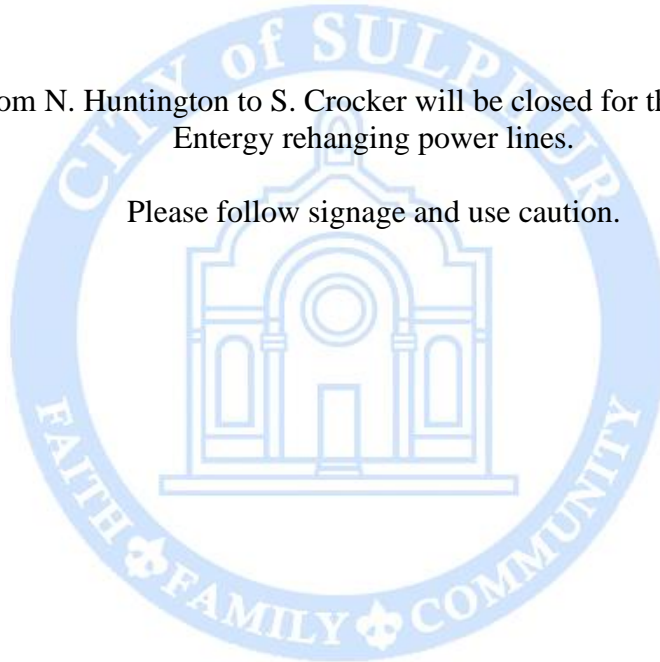 CITY of SULPHUR
om N. Huntington to S. Crocker will be closed for th
Entergy rehanging power lines.
Please follow signage and use caution.
FAITH FAMILY COMMUNITY